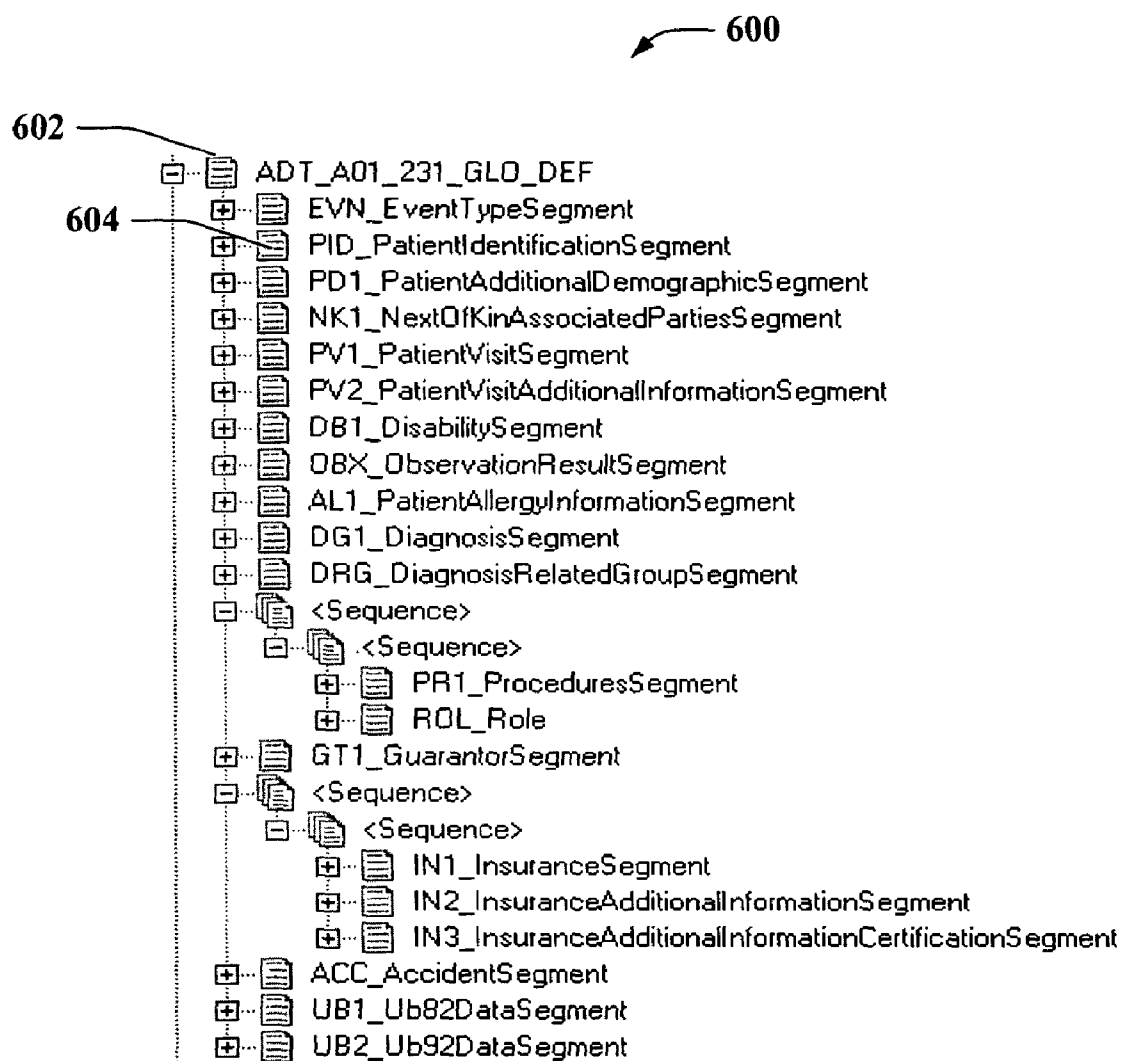 600
602
ADT_A01_231_GLO_DEF
EVN_EventTypeSegment
604
PID_PatientIdentificationSegment
PD1_PatientAdditionalDemographicSegment
NK1_NextOfKinAssociatedPartiesSegment
PV1_PatientVisitSegment
PV2_PatientVisitAdditionalInformationSegment
DB1_DisabilitySegment
OBX_ObservationResultSegment
AL1_PatientAllergyInformationSegment
DG1_DiagnosisSegment
DRG_DiagnosisRelatedGroupSegment
<Sequence>
<Sequence>
PR1_ProceduresSegment
ROL_Role
GT1_GuarantorSegment
<Sequence>
<Sequence>
IN1_InsuranceSegment
IN2_InsuranceAdditionalInformationSegment
IN3_InsuranceAdditionalInformationCertificationSegment
ACC_AccidentSegment
UB1_Ub82DataSegment
UB2_Ub92DataSegment